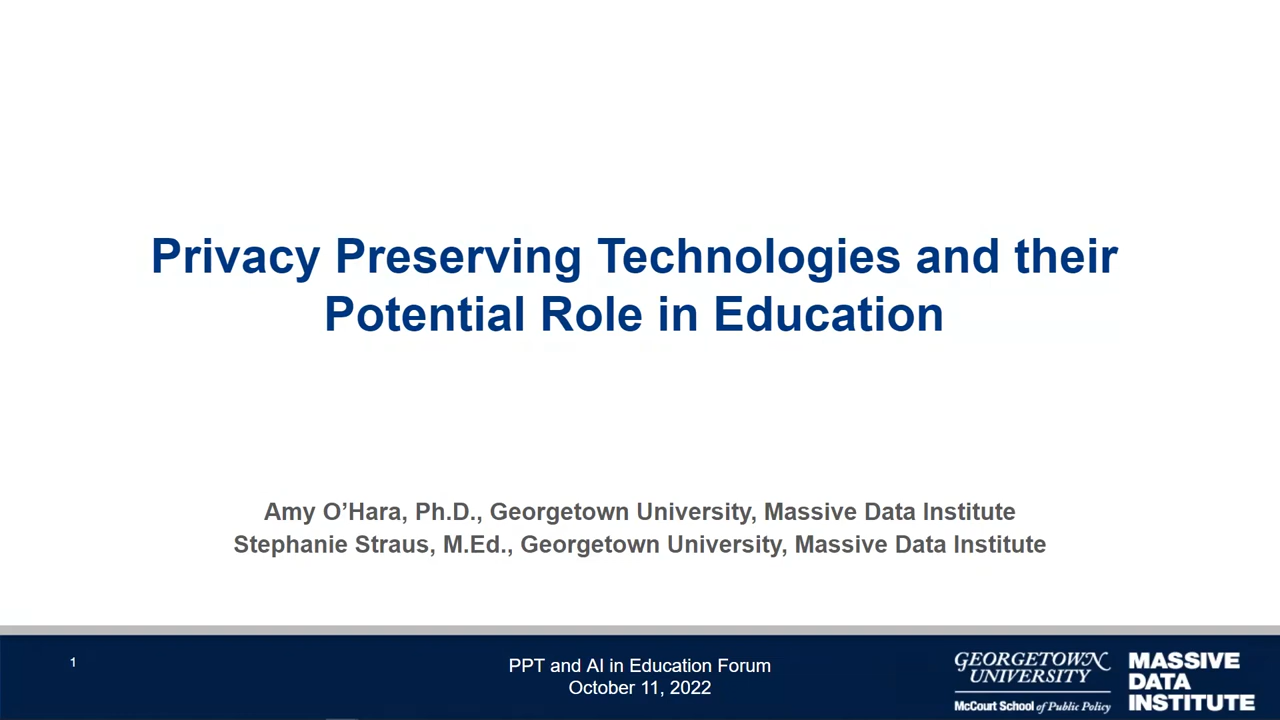 Privacy Preserving Technologies and their
Potential Role in Education
Amy O’Hara, Ph.D., Georgetown University, Massive Data Institute
Stephanie Straus, M.Ed., Georgetown University, Massive Data Institute
1
PPT and AI in Education Forum
October 11, 2022
GEORGETOWN
UNIVERSITY
McCourt School of Public Policy
MASSIVE
DATA
INSTITUTE